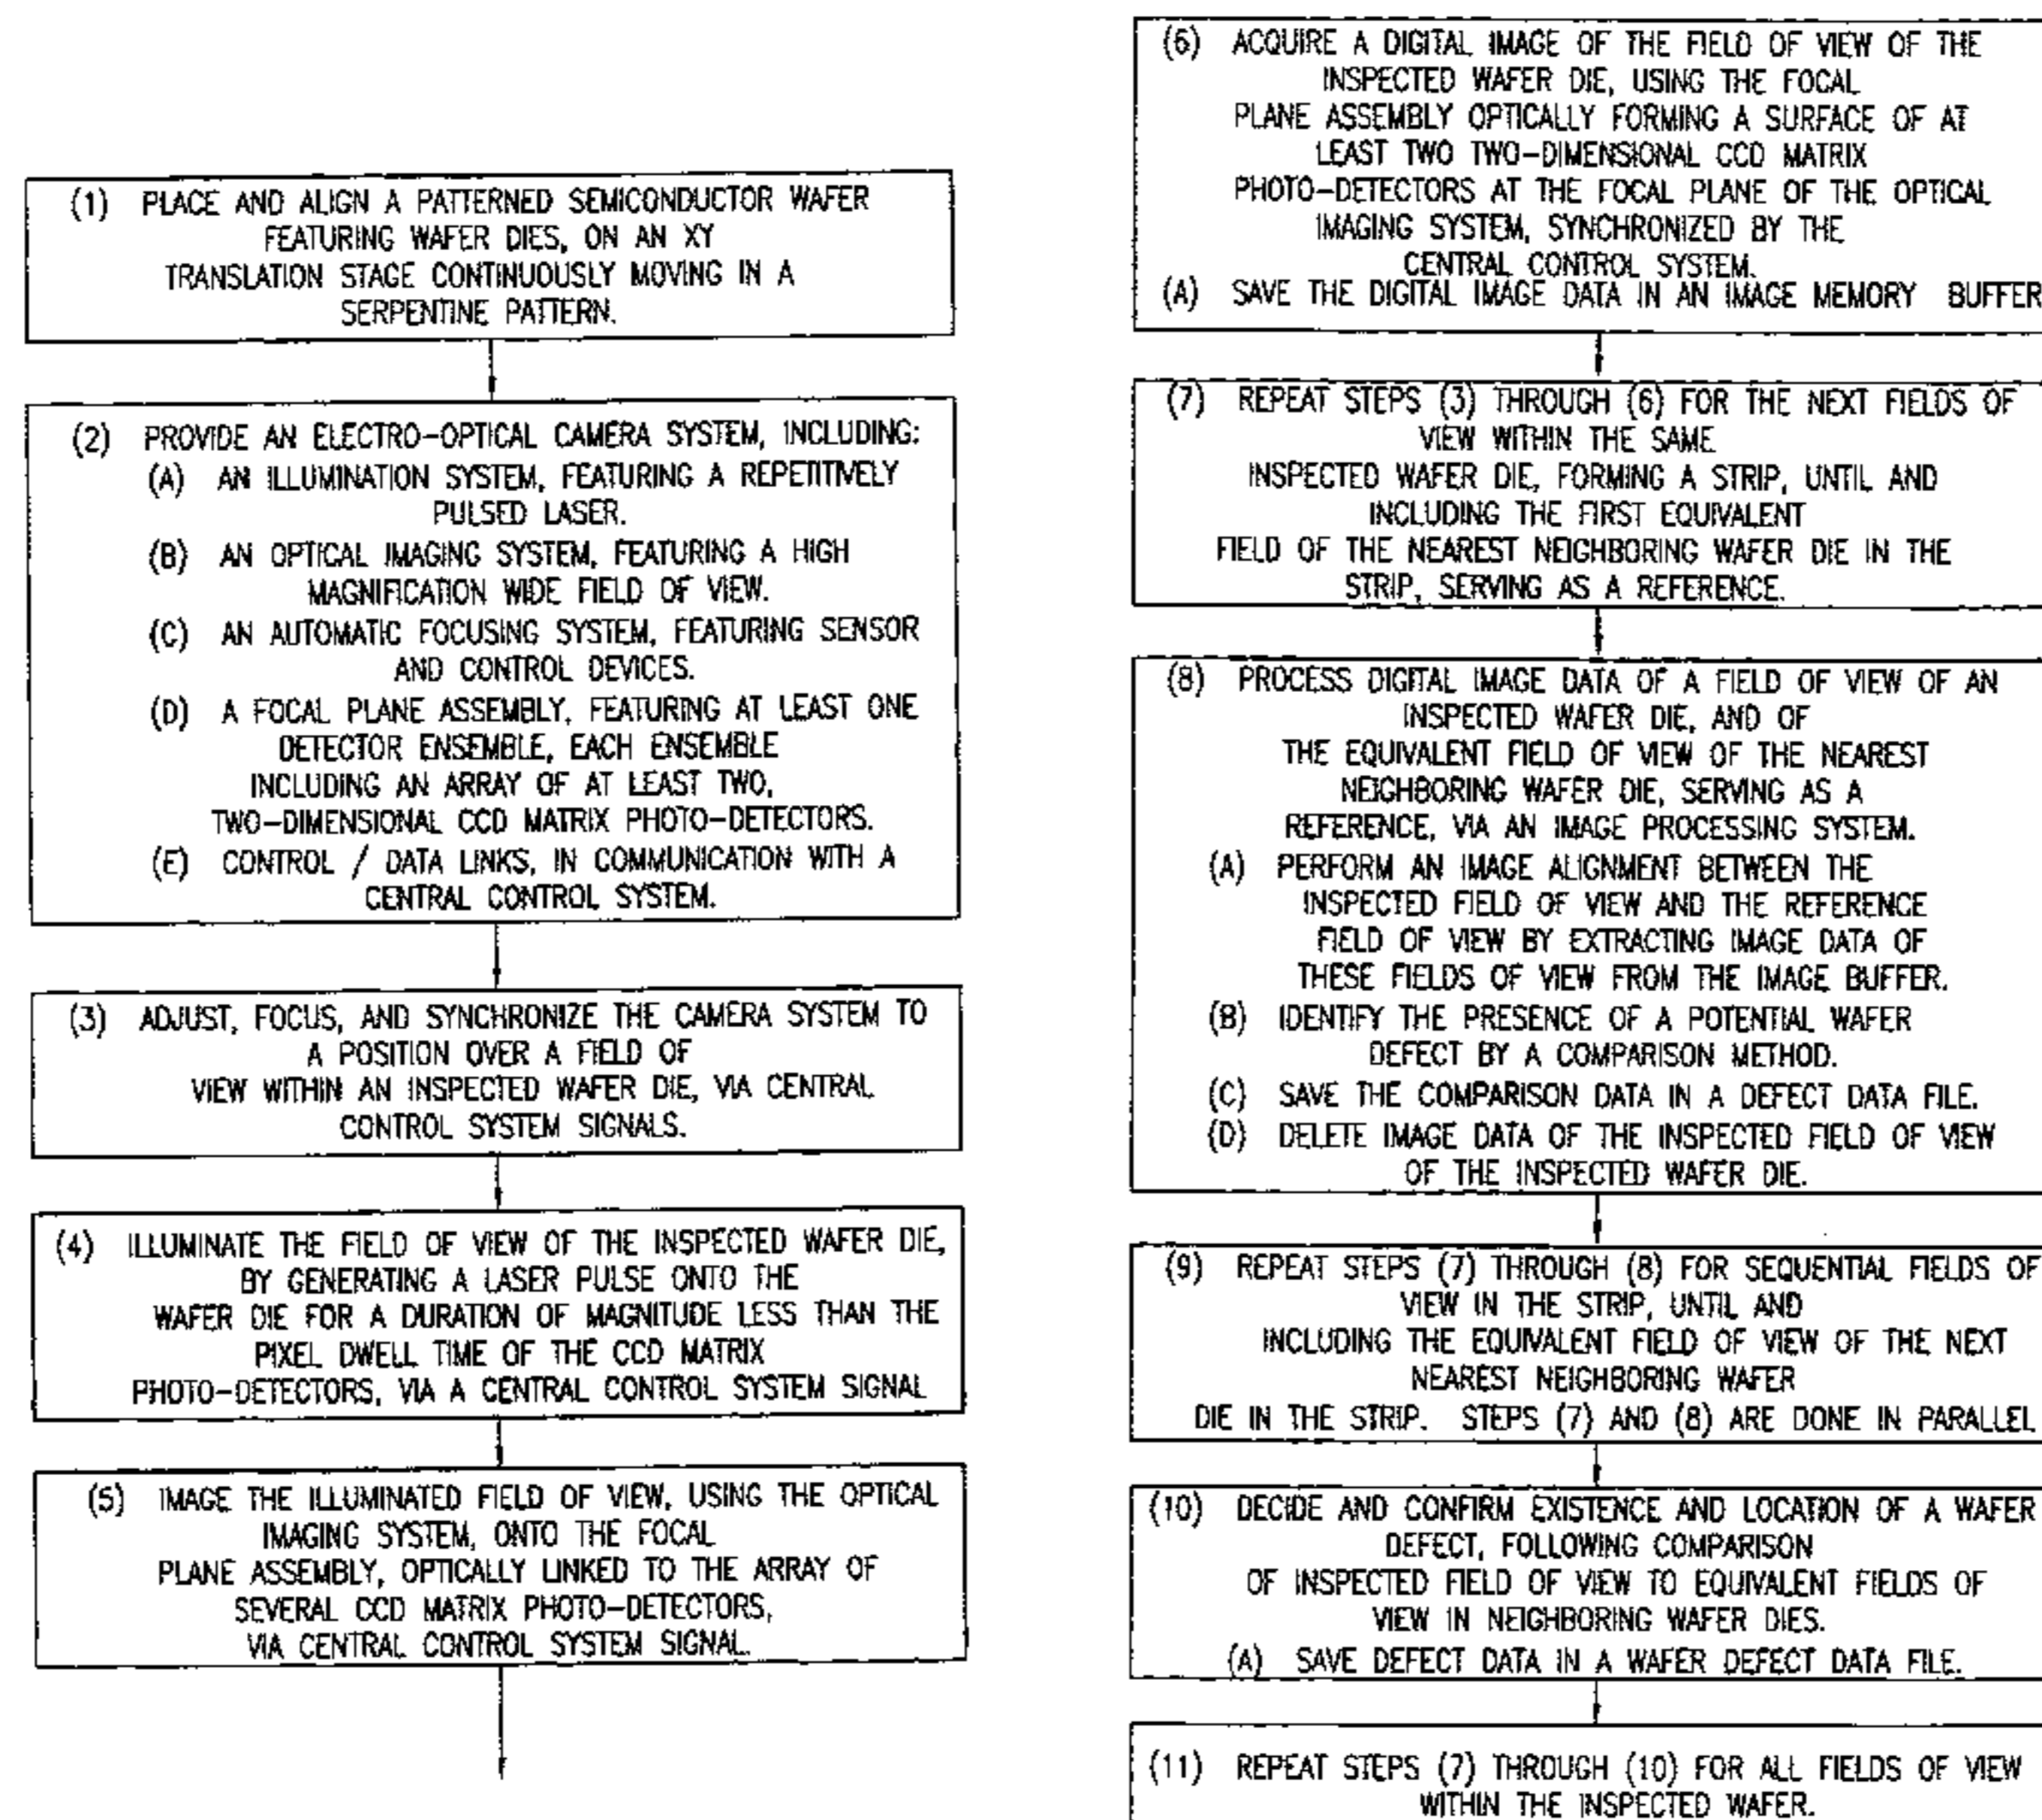 (1) PLACE AND ALIGN A PATTERNED SEMICONDUCTOR WAFER
FEATURING WAFER DIES, ON AN XY
TRANSLATION STAGE CONTINUOUSLY MOVING IN A
SERPENTINE PATTERN.
(2) PROVIDE AN ELECTRO-OPTICAL CAMERA SYSTEM, INCLUDING:
(A) AN ILLUMINATION SYSTEM, FEATURING A REPETITIVELY
PULSED LASER.
(B) AN OPTICAL IMAGING SYSTEM, FEATURING A HIGH
MAGNIFICATION WIDE FIELD OF VIEW.
(C) AN AUTOMATIC FOCUSING SYSTEM, FEATURING SENSOR
AND CONTROL DEVICES.
(D) A FOCAL PLANE ASSEMBLY, FEATURING AT LEAST ONE
DETECTOR ENSEMBLE, EACH ENSEMBLE
INCLUDING AN ARRAY OF AT LEAST TWO,
TWO-DIMENSIONAL CCD MATRIX PHOTO-DETECTORS.
(E) CONTROL / DATA LINKS, IN COMMUNICATION WITH A
CENTRAL CONTROL SYSTEM.
(3) ADJUST, FOCUS, AND SYNCHRONIZE THE CAMERA SYSTEM TO
A POSITION OVER A FIELD OF
VIEW WITHIN AN INSPECTED WAFER DIE, VIA CENTRAL
CONTROL SYSTEM SIGNALS.
(4) ILLUMINATE THE FIELD OF VIEW OF THE INSPECTED WAFER DIE,
BY GENERATING A LASER PULSE ONTO THE
WAFER DIE FOR A DURATION OF MAGNITUDE LESS THAN THE
PIXEL DWELL TIME OF THE CCD MATRIX
PHOTO-DETECTORS, VIA A CENTRAL CONTROL SYSTEM SIGNAL
(5) IMAGE THE ILLUMINATED FIELD OF VIEW, USING THE OPTICAL
IMAGING SYSTEM, ONTO THE FOCAL
PLANE ASSEMBLY, OPTICALLY LINKED TO THE ARRAY OF
SEVERAL CCD MATRIX PHOTO-DETECTORS,
VIA CENTRAL CONTROL SYSTEM SIGNAL.
(6) ACQUIRE A DIGITAL IMAGE OF THE FIELD OF VIEW OF THE
INSPECTED WAFER DIE, USING THE FOCAL
PLANE ASSEMBLY OPTICALLY FORMING A SURFACE OF AT
LEAST TWO TWO-DIMENSIONAL CCD MATRIX
PHOTO-DETECTORS AT THE FOCAL PLANE OF THE OPTICAL
IMAGING SYSTEM, SYNCHRONIZED BY THE
CENTRAL CONTROL SYSTEM.
(A) SAVE THE DIGITAL IMAGE DATA IN AN IMAGE MEMORY BUFFER
(7) REPEAT STEPS (3) THROUGH (6) FOR THE NEXT FIELDS OF
VIEW WITHIN THE SAME
INSPECTED WAFER DIE, FORMING A STRIP, UNTIL AND
INCLUDING THE FIRST EQUIVALENT
FIELD OF THE NEAREST NEIGHBORING WAFER DIE IN THE
STRIP, SERVING AS A REFERENCE.
(8) PROCESS DIGITAL IMAGE DATA OF A FIELD OF VIEW OF AN
INSPECTED WAFER DIE, AND OF
THE EQUIVALENT FIELD OF VIEW OF THE NEAREST
NEIGHBORING WAFER DIE, SERVING AS A
REFERENCE, VIA AN IMAGE PROCESSING SYSTEM.
(A) PERFORM AN IMAGE ALIGNMENT BETWEEN THE
INSPECTED FIELD OF VIEW AND THE REFERENCE
FIELD OF VIEW BY EXTRACTING IMAGE DATA OF
THESE FIELDS OF VIEW FROM THE IMAGE BUFFER.
(B) IDENTIFY THE PRESENCE OF A POTENTIAL WAFER
DEFECT BY A COMPARISON METHOD.
(C) SAVE THE COMPARISON DATA IN A DEFECT DATA FILE.
(D) DELETE IMAGE DATA OF THE INSPECTED FIELD OF VIEW
OF THE INSPECTED WAFER DIE.
(9) REPEAT STEPS (7) THROUGH (8) FOR SEQUENTIAL FIELDS OF
VIEW IN THE STRIP, UNTIL AND
INCLUDING THE EQUIVALENT FIELD OF VIEW OF THE NEXT
NEAREST NEIGHBORING WAFER
DIE IN THE STRIP. STEPS (7) AND (8) ARE DONE IN PARALLEL
(10) DECIDE AND CONFIRM EXISTENCE AND LOCATION OF A WAFER
DEFECT, FOLLOWING COMPARISON
OF INSPECTED FIELD OF VIEW TO EQUIVALENT FIELDS OF
VIEW IN NEIGHBORING WAFER DIES.
(A) SAVE DEFECT DATA IN A WAFER DEFECT DATA FILE.
(11) REPEAT STEPS (7) THROUGH (10) FOR ALL FIELDS OF VIEW
WITHIN THE INSPECTED WAFER.